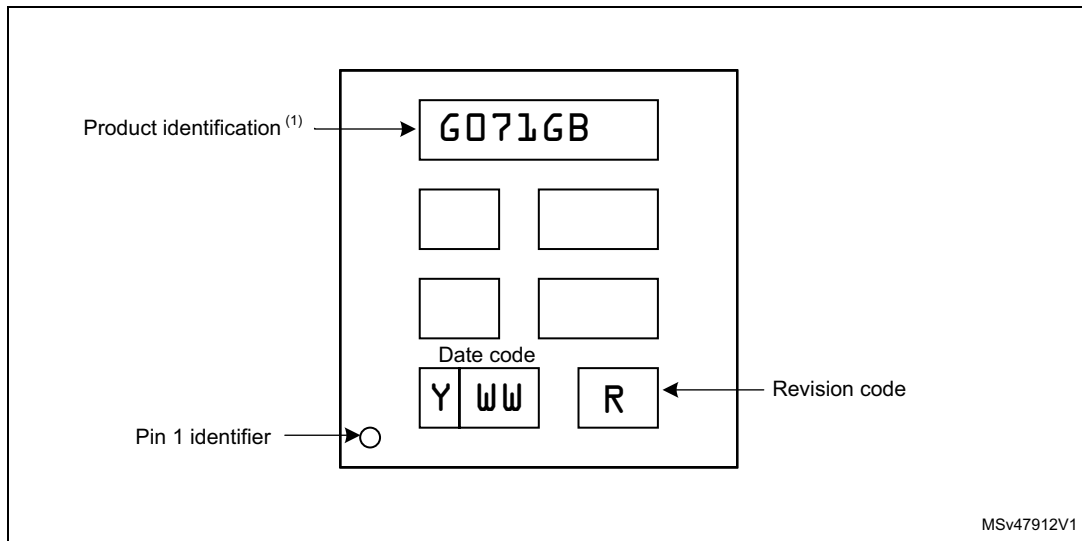 Product identification (1)
G071GB
Date code
Y WW
R
Revision code
Pin 1 identifier
MSv47912V1